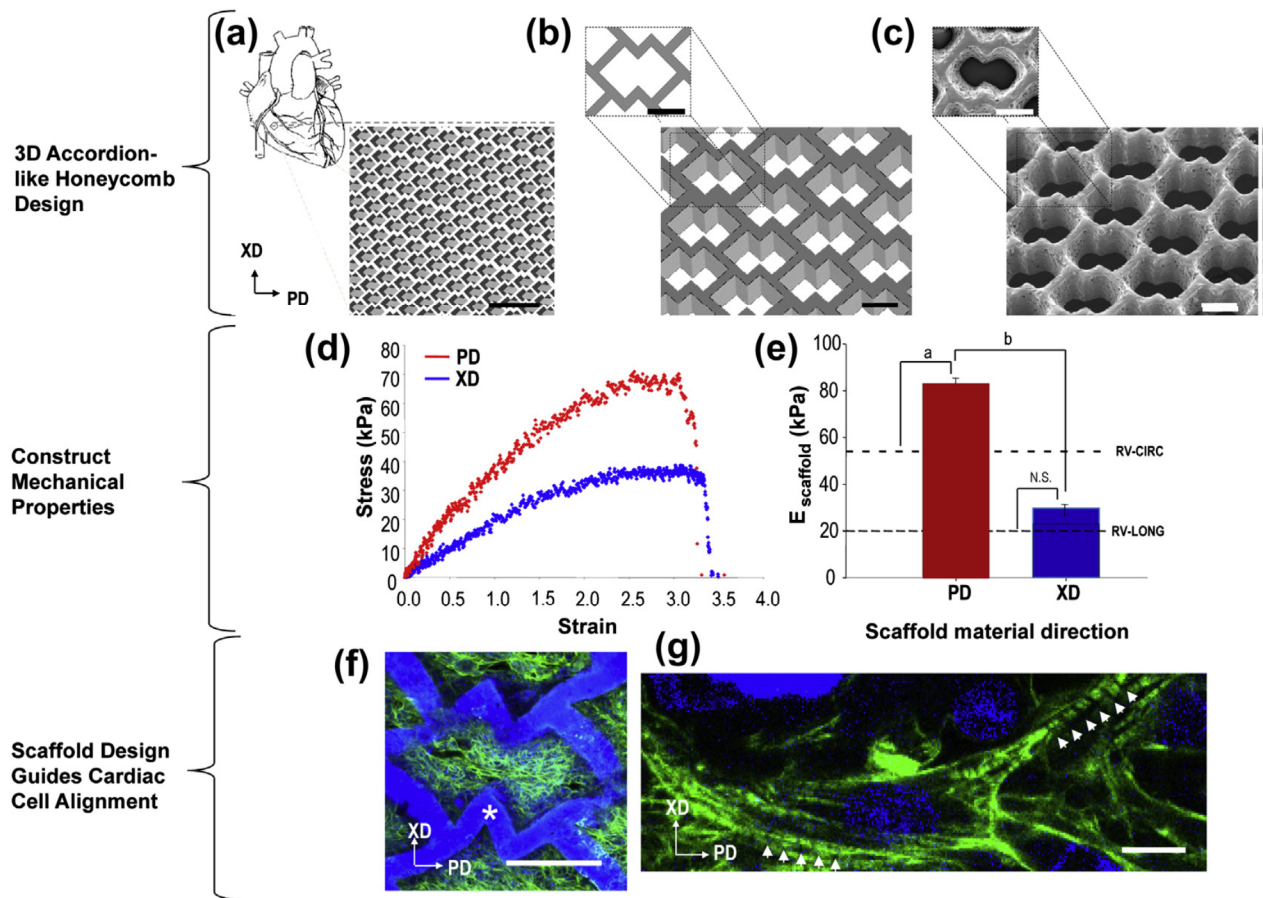 (a)
(b)
(c)
3D Accordion-
like Honeycomb
Design
XD
PD
(d)
(e)
Construct
Mechanical
Properties
80
70
60
50
40
30
20
10
0
Stress (kPa)
PD
XD
0.0 0.5 1.0 1.5 2.0 2.5 3.0 3.5 4.0
Strain
100
80
60
40
20
0
E scaffold (kPa)
a
b
N.S.
RV-CIRC
RV-LONG
PD XD
Scaffold material direction
(f)
(g)
Scaffold Design
Guides Cardiac
Cell Alignment
*
XD
PD
XD
PD